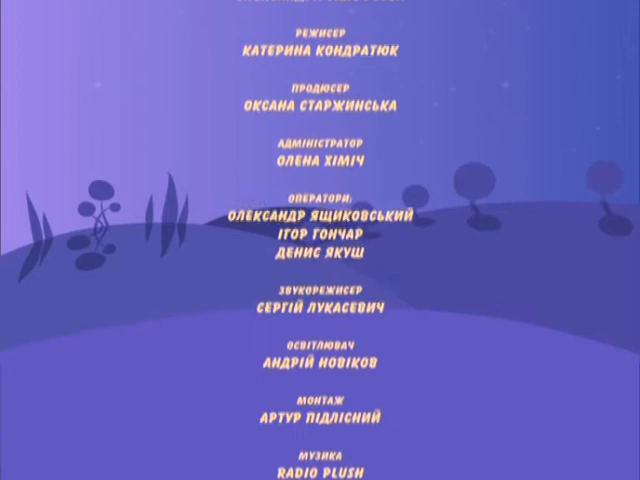 РЕЖИСЕР
КАТЕРИНА КОНДРАТЮК
ПРОДЮСЕР
ОКСАНА СТАРЖИНСЬКА
АДМІНІСТРАТОР
ОЛЕНА ХІМІЧ
ОПЕРАТОРИ:
ОЛЕКСАНДР ЯЩИКОВСЬКИЙ
ІГОР ГОНЧАР
ДЕНИС ЯКУШ
ЗВУКОРЕЖИСЕР
СЕРГІЙ ЛУКАСЕВИЧ
ОСВІТЛЮВАЧ
АНДРІЙ НОВІКОВ
МОНТАЖ
АРТУР ПІДЛІСНИЙ
МУЗИКА
RADIO PLUSH